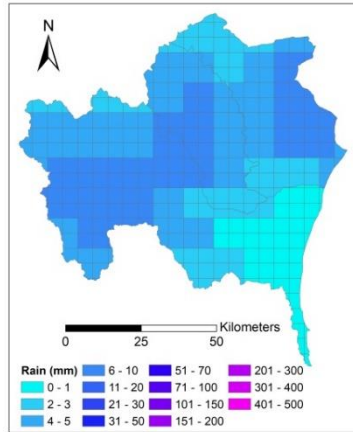 N
Kilometers
0 25 50
Rain (mm)
0 - 1
2 - 3
4 - 5
6 - 10
11 - 20
21 - 30
31 - 50
51 - 70
71 - 100
101 - 150
151 - 200
201 - 300
301 - 400
401 - 500